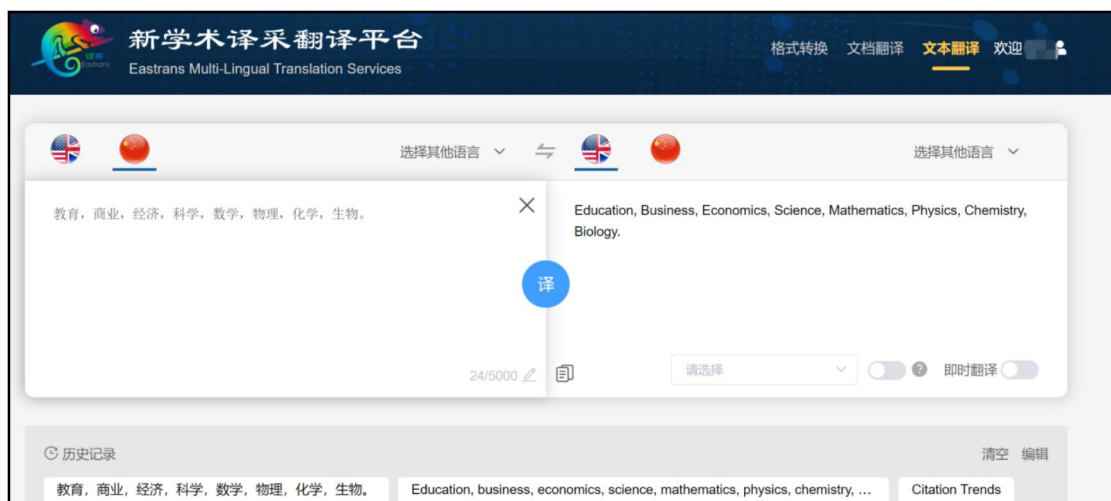 新学术译采翻译平台
Eastrans Multi-Lingual Translation Services
译采
Eastrans
格式转换 文档翻译 文本翻译 欢迎
选择其他语言
选择其他语言
教育，商业，经济，科学，数学，物理，化学，生物。
Education, Business, Economics, Science, Mathematics, Physics, Chemistry,
Biology.
译
24/5000
请选择
? 即时翻译
历史记录
清空 编辑
教育，商业，经济，科学，数学，物理，化学，生物。
Education, business, economics, science, mathematics, physics, chemistry, ...
Citation Trends